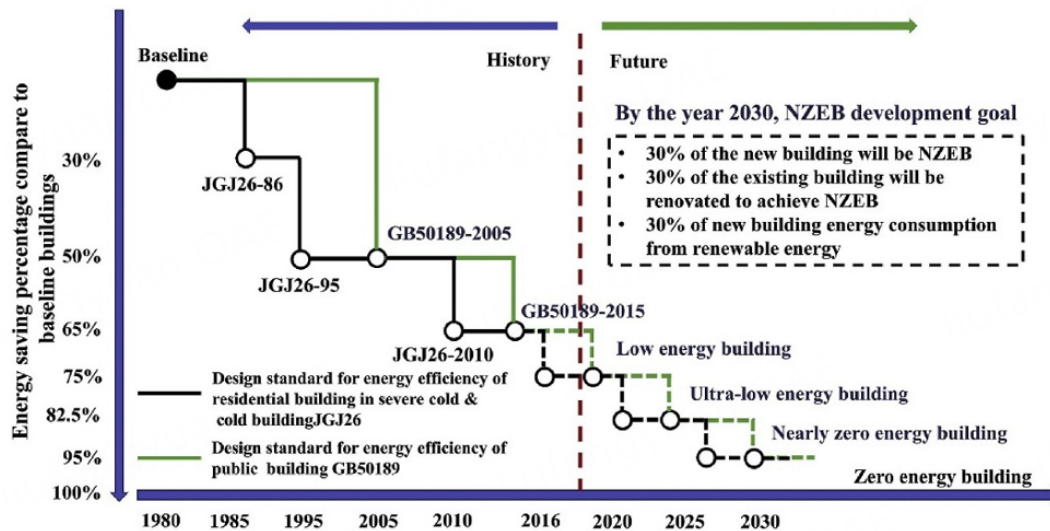 History
Future
Baseline
Energy saving percentage compare to
baseline buildings
By the year 2030, NZEB development goal
• 30% of the new building will be NZEB
• 30% of the existing building will be
renovated to achieve NZEB
• 30% of new building energy consumption
from renewable energy
30%
JGJ26-86
GB50189-2005
50%
JGJ26-95
GB50189-2015
65%
JGJ26-2010
Low energy building
75%
Design standard for energy efficiency of
residential building in severe cold &
cold buildingJGJ26
Ultra-low energy building
82.5%
Nearly zero energy building
Design standard for energy efficiency of
public building GB50189
95%
Zero energy building
100%
1980 1985 1995 2005 2010 2016 2020 2025 2030